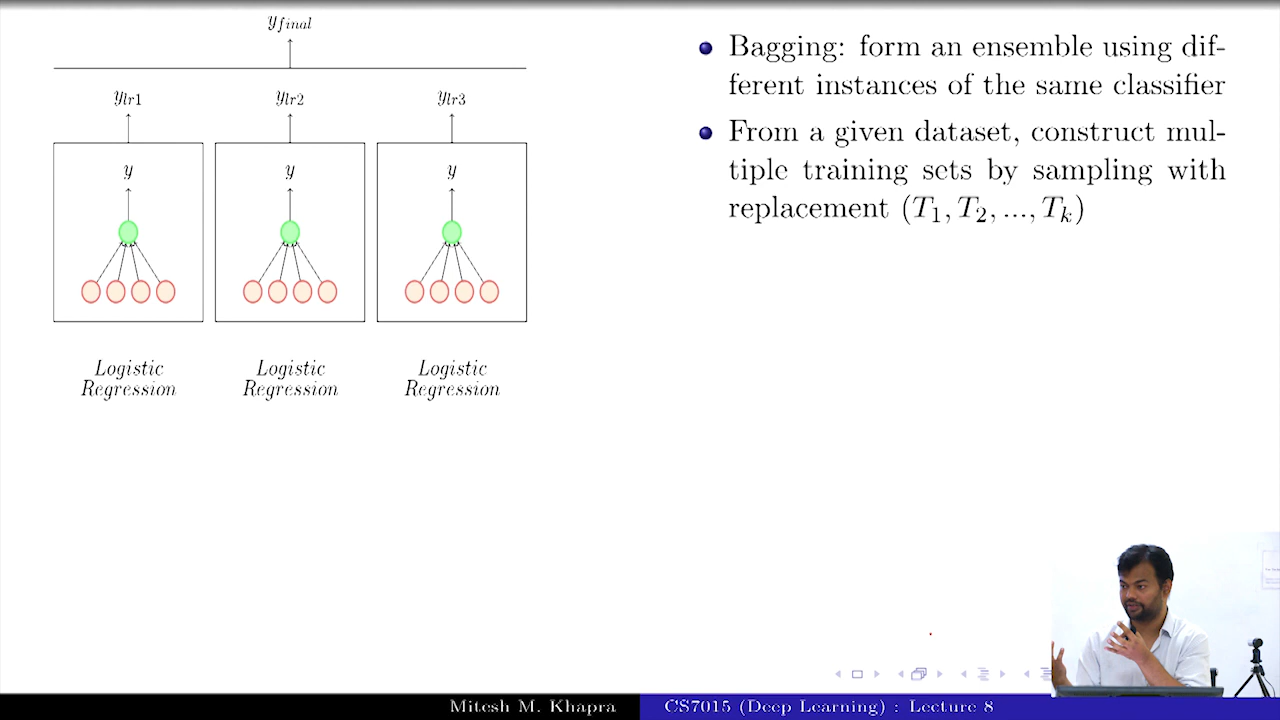 y_final
y_lr1 y_lr2 y_lr3
y y y
Logistic Logistic Logistic
Regression Regression Regression
Bagging: form an ensemble using dif-
ferent instances of the same classifier
From a given dataset, construct mul-
tiple training sets by sampling with
replacement (T_1, T_2, ..., T_k)
Mitesh M. Khapra CS7015 (Deep Learning) : Lecture 8